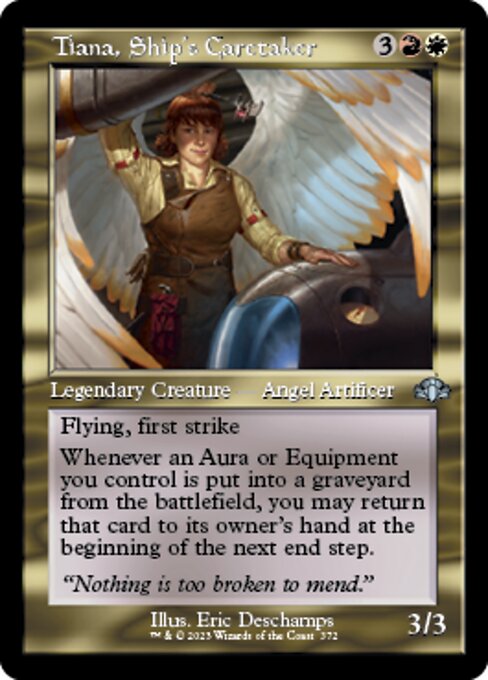 Tiana, Ship's Caretaker 3
Legendary Creature Angel Artificer
Flying, first strike
Whenever an Aura or Equipment
you control is put into a graveyard
from the battlefield, you may return
that card to its owner's hand at the
beginning of the next end step.
"Nothing is too broken to mend."
Illus. Eric Deschamps
™ & © 2023 Wizards of the Coast 372
3/3